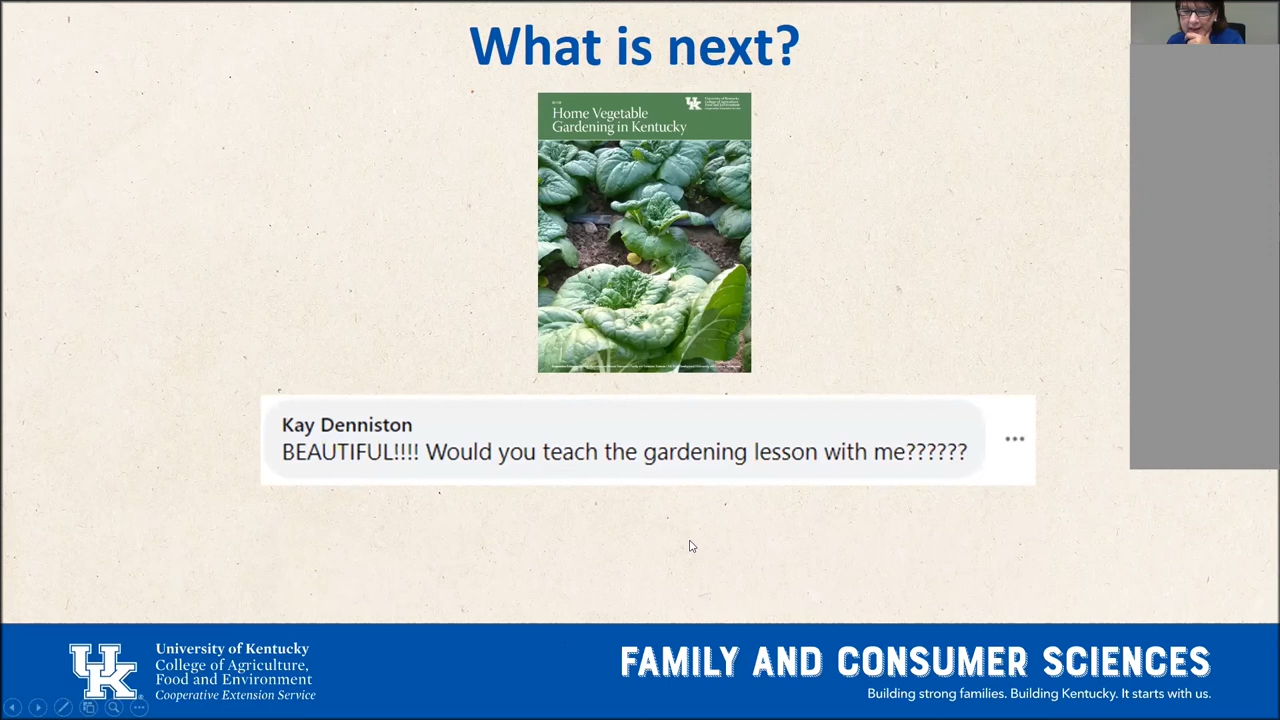 What is next?
Home Vegetable
Gardening in Kentucky
Kay Denniston
BEAUTIFUL!!!! Would you teach the gardening lesson with me??????
University of Kentucky
College of Agriculture,
Food and Environment
Cooperative Extension Service
FAMILY AND CONSUMER SCIENCES
Building strong families. Building Kentucky. It starts with us.